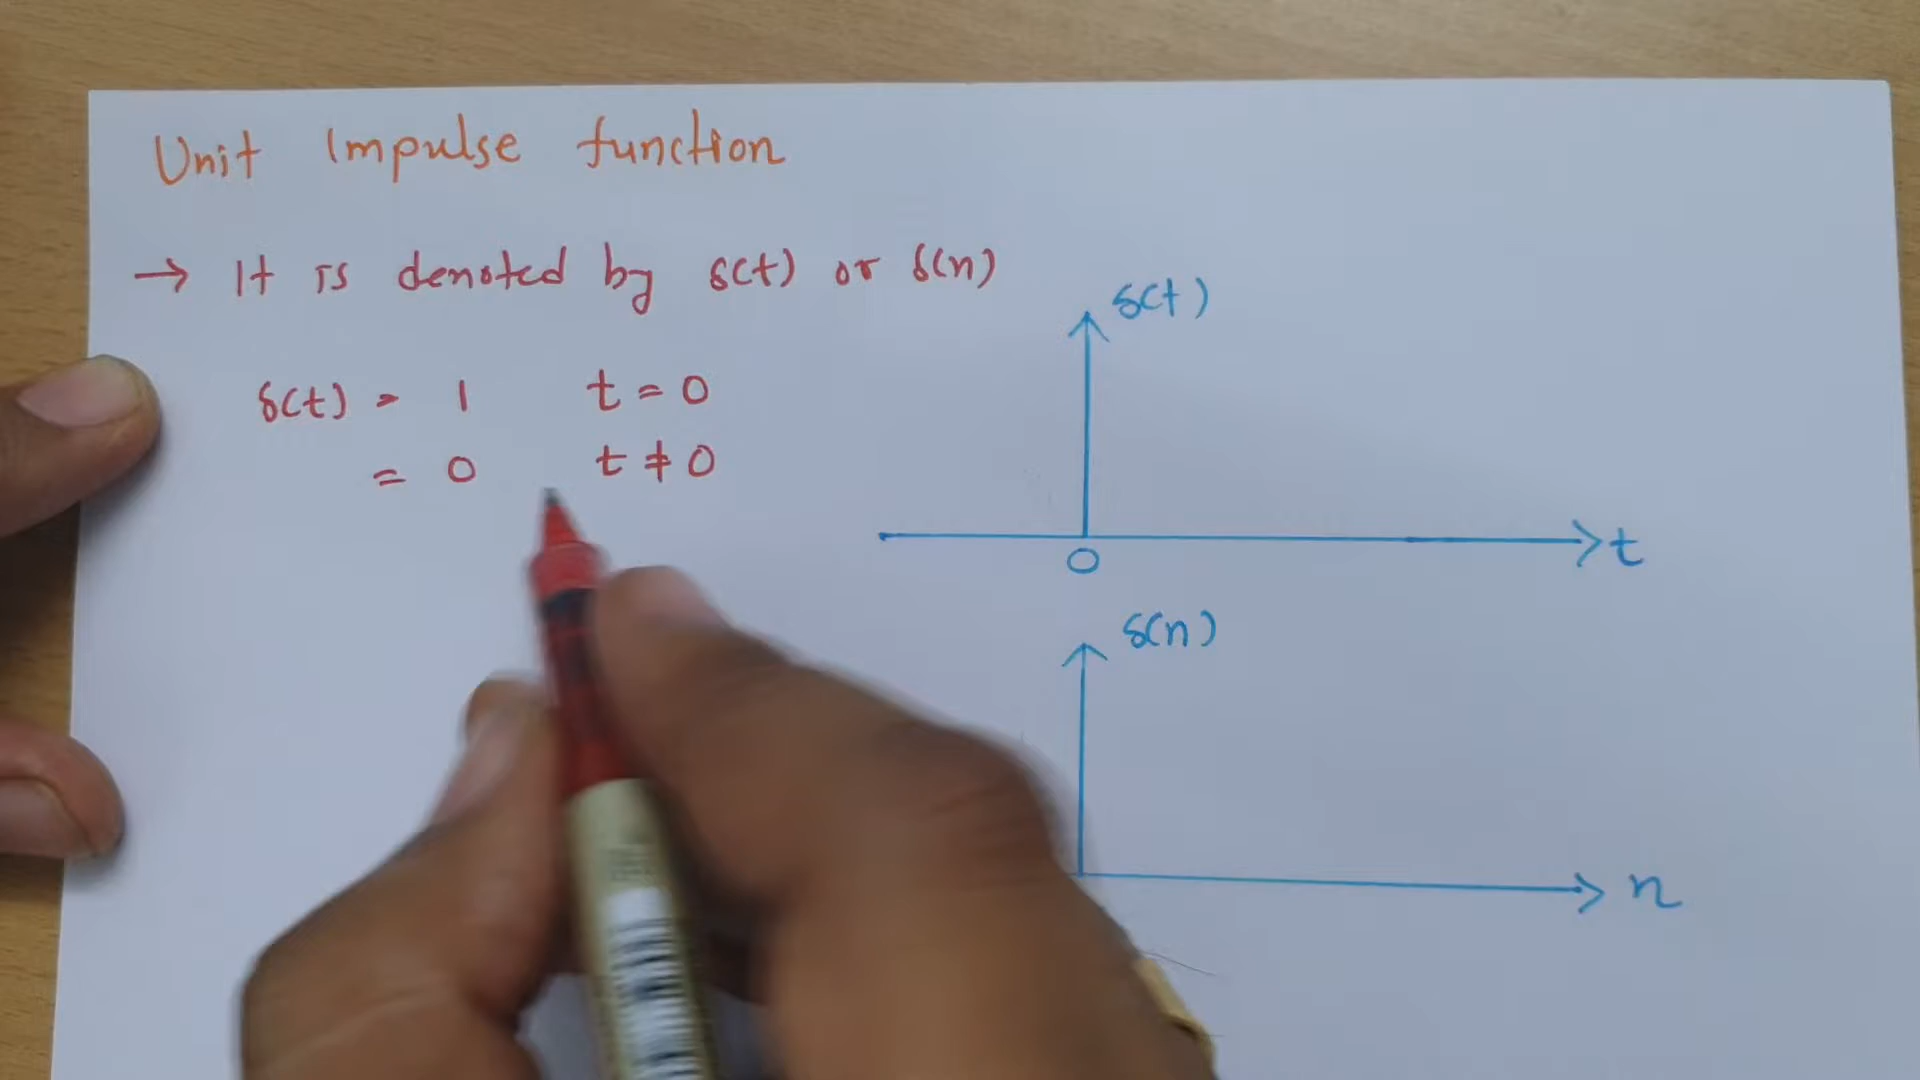 Unit Impulse function
→ It is denoted by δ(t) or δ(n)
δ(t) = 1 t = 0
= 0 t ≠ 0
δ(t)
t
0
δ(n)
n